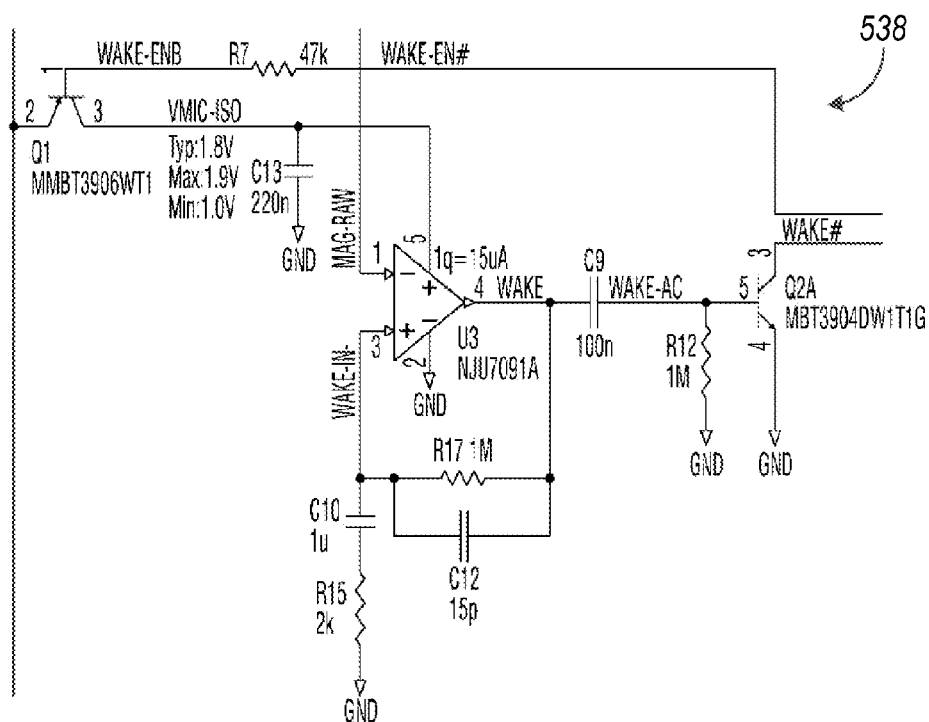 538
WAKE-ENB
R7
47k
WAKE-EN#
2
3
VMIC-ISO
Q1
MMBT3906WT1
Typ:1.8V
Max:1.9V
Min:1.0V
C13
220n
GND
MAG-RAW
1
5
1q=15uA
4
WAKE
C9
100n
WAKE-AC
WAKE#
3
5
Q2A
MBT3904DW1T1G
4
R12
1M
GND
GND
3
2
U3
NJU7091A
GND
WAKE-IN-
R17 1M
C10
1u
C12
15p
R15
2k
GND